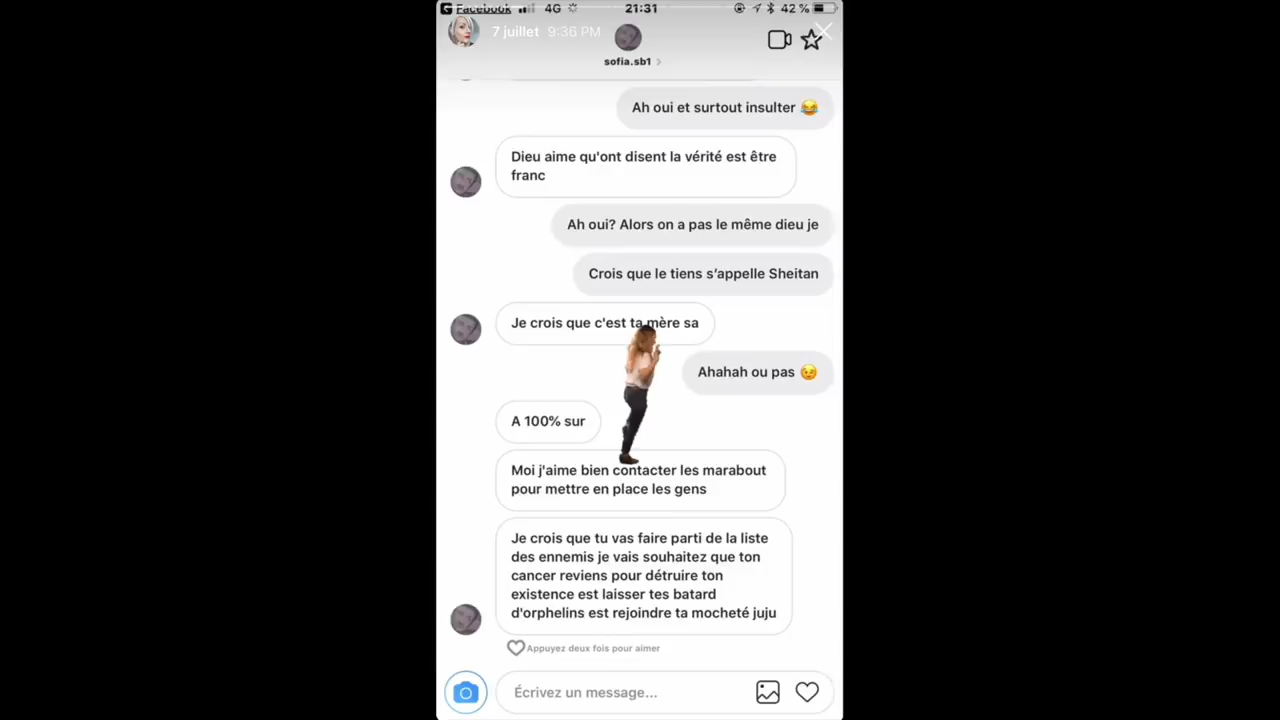 Facebook 4G 21:31 42 %
7 juillet 9:36 PM
sofia.sb1
Ah oui et surtout insulter 😂
Dieu aime qu'ont disent la vérité est être
franc
Ah oui? Alors on a pas le même dieu je
Crois que le tiens s'appelle Sheitan
Je crois que c'est ta mère sa
Ahahah ou pas 😉
A 100% sur
Moi j'aime bien contacter les marabout
pour mettre en place les gens
Je crois que tu vas faire parti de la liste
des ennemis je vais souhaitez que ton
cancer reviens pour détruire ton
existence est laisser tes batard
d'orphelins est rejoindre ta mocheté juju
Appuyez deux fois pour aimer
Écrivez un message...